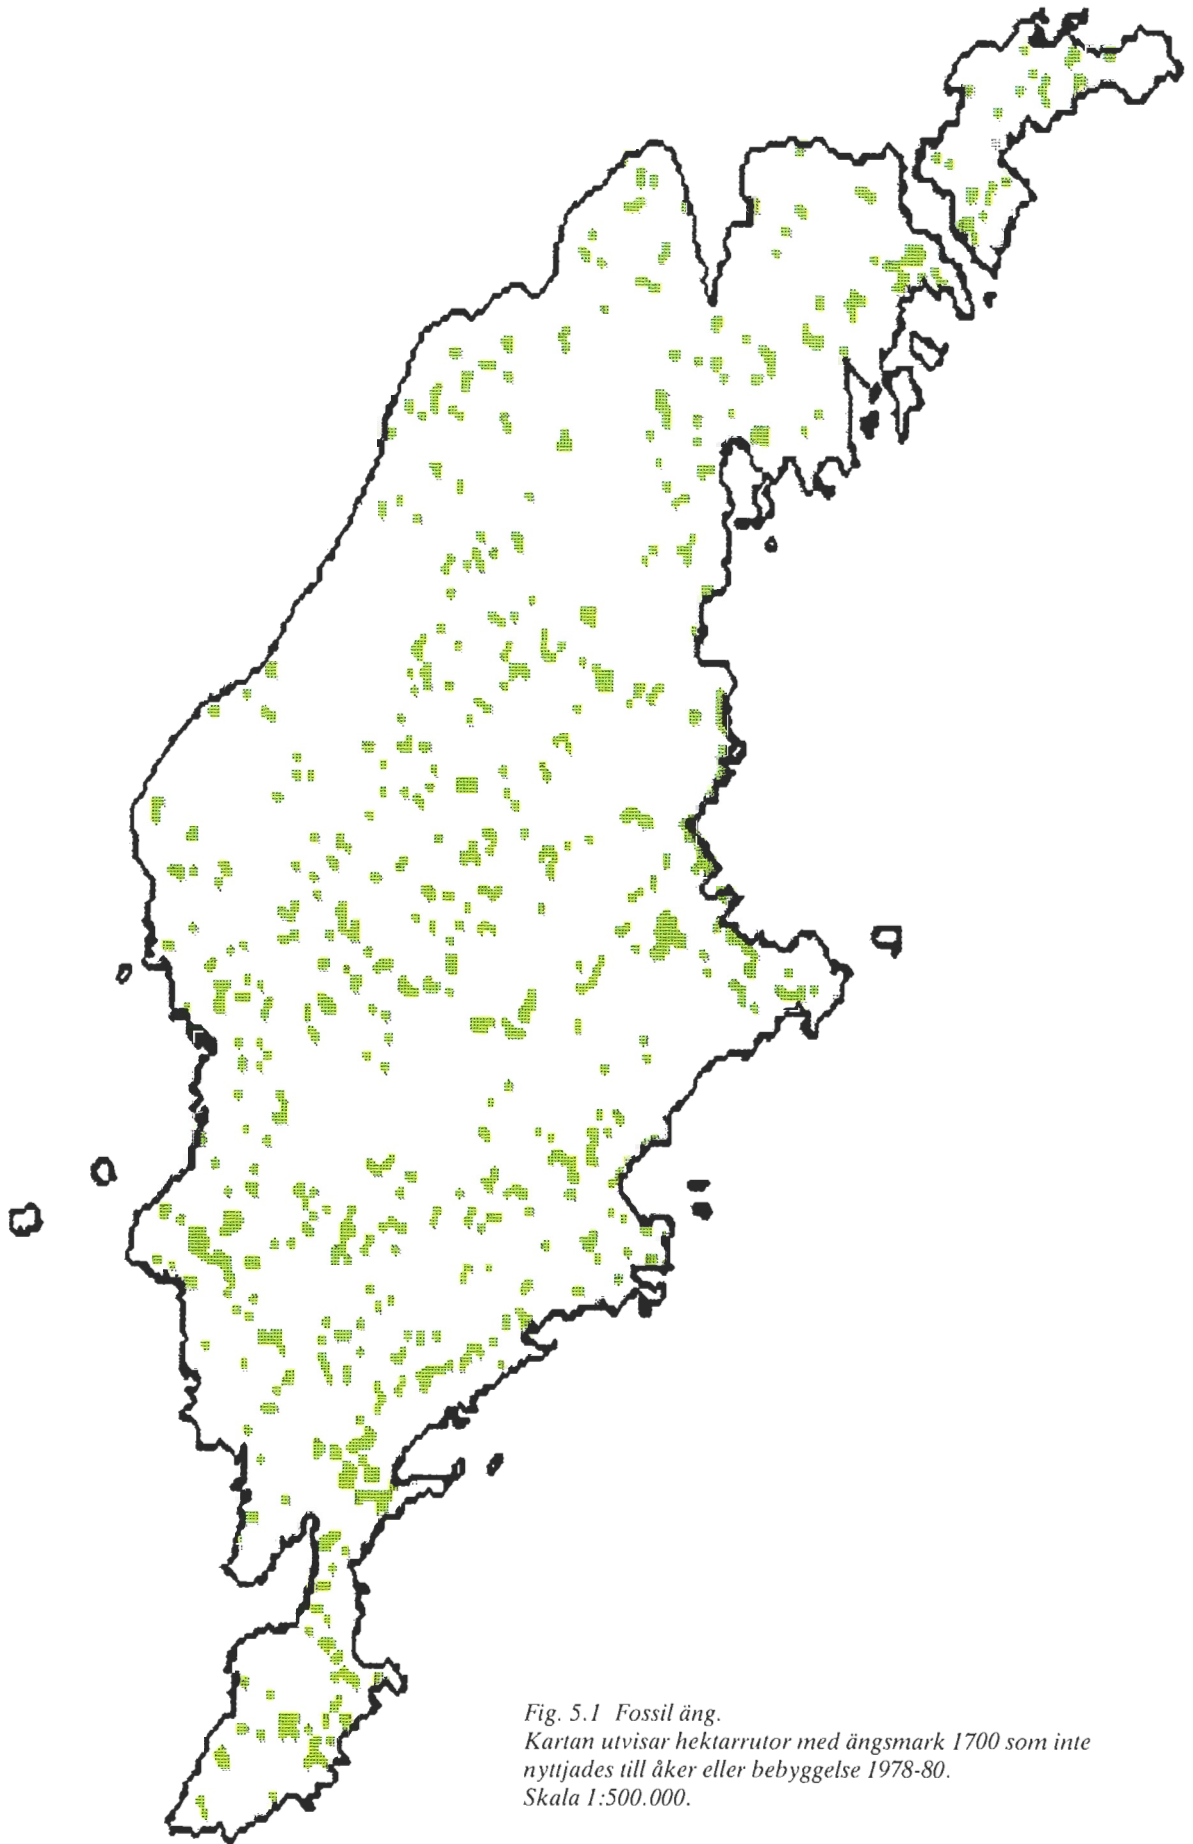 Fig. 5.1 Fossil äng.
Kartan utvisar hektarrutor med ängsmark 1700 som inte
nyttjades till åker eller bebyggelse 1978-80.
Skala 1:500.000.